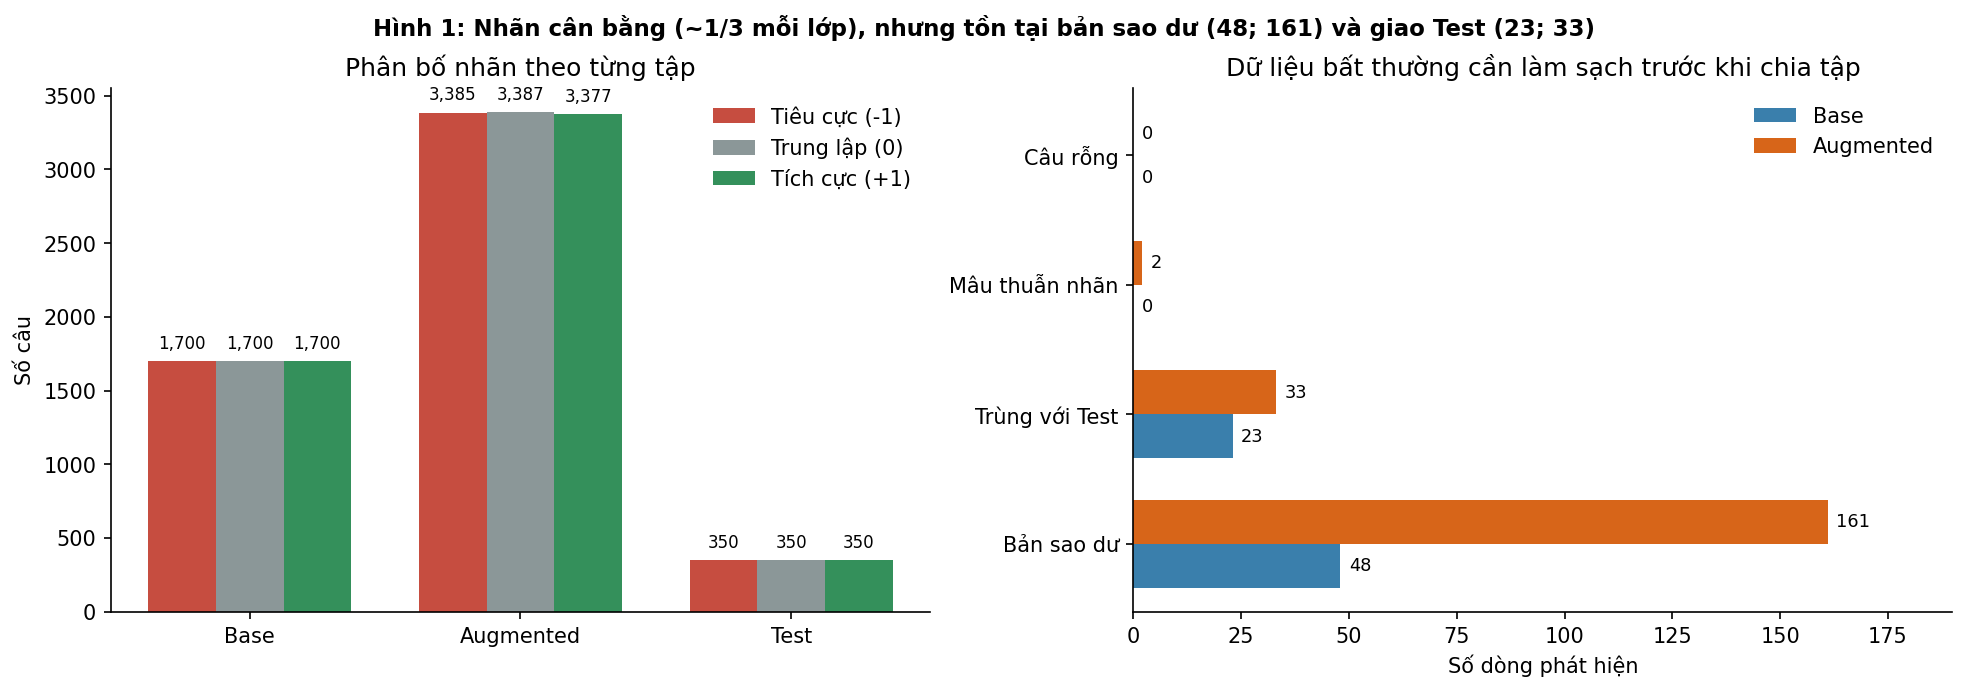 Hình 1: Nhãn cân bằng (~1/3 mỗi lớp), nhưng tồn tại bản sao dư (48; 161) và giao Test (23; 33)
Phân bố nhãn theo từng tập
Số câu
3500
3000
2500
2000
1500
1000
500
0
1,700 1,700 1,700
3,385 3,387 3,377
350 350 350
Base Augmented Test
Tiêu cực (-1)
Trung lập (0)
Tích cực (+1)
Dữ liệu bất thường cần làm sạch trước khi chia tập
Base
Augmented
Câu rỗng
0
0
Mâu thuẫn nhãn
2
0
Trùng với Test
33
23
Bản sao dư
161
48
0 25 50 75 100 125 150 175
Số dòng phát hiện